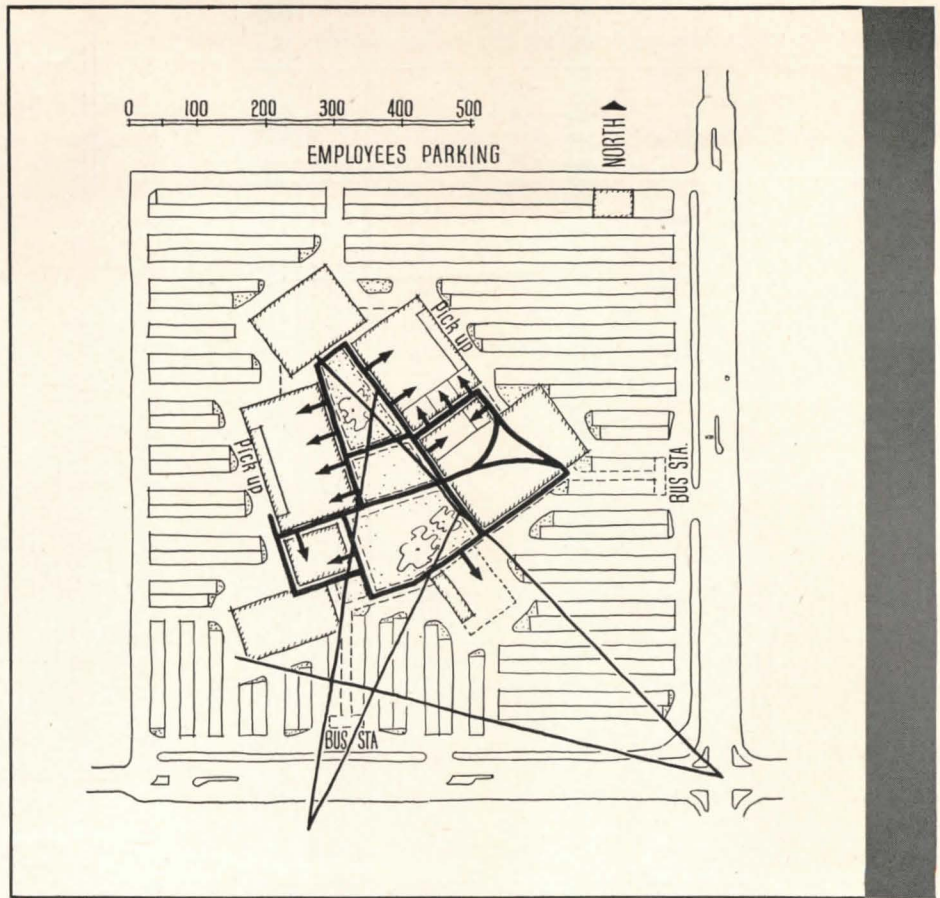 0 100 200 300 400 500
NORTH
EMPLOYEES PARKING
Pick up
Pick up
BUS STA.
BUS STA